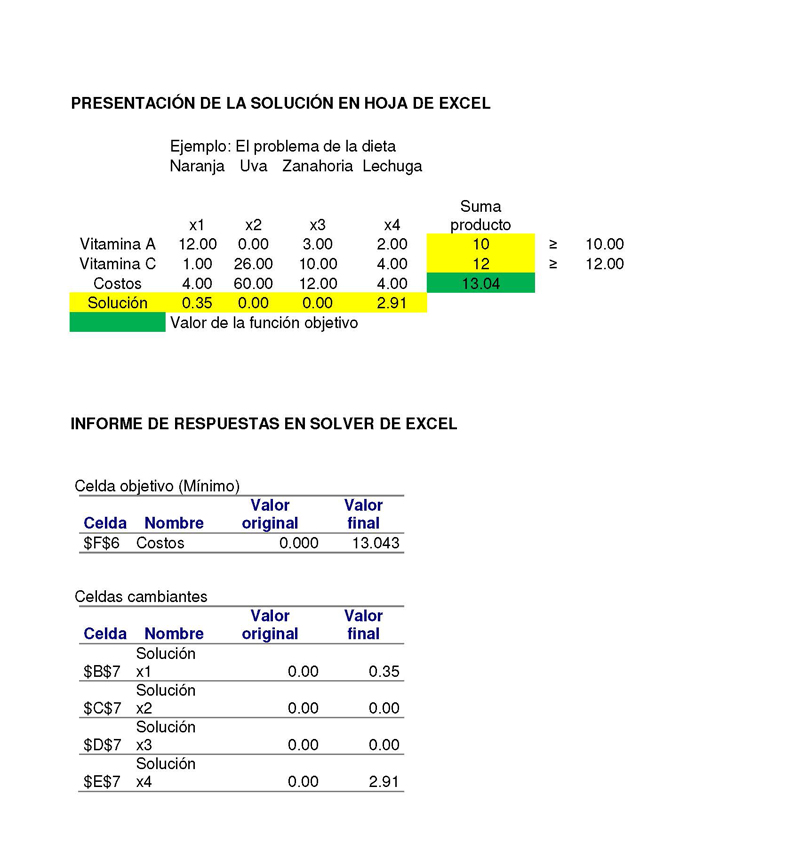 PRESENTACIÓN DE LA SOLUCIÓN EN HOJA DE EXCEL
Ejemplo: El problema de la dieta
Naranja Uva Zanahoria Lechuga
Suma
x1 x2 x3 x4 producto
Vitamina A 12.00 0.00 3.00 2.00 10 ≥ 10.00
Vitamina C 1.00 26.00 10.00 4.00 12 ≥ 12.00
Costos 4.00 60.00 12.00 4.00 13.04
Solución 0.35 0.00 0.00 2.91
Valor de la función objetivo
INFORME DE RESPUESTAS EN SOLVER DE EXCEL
Celda objetivo (Mínimo)
Valor Valor
Celda Nombre original final
$F$6 Costos 0.000 13.043
Celdas cambiantes
Valor Valor
Celda Nombre original final
Solución
$B$7 x1 0.00 0.35
Solución
$C$7 x2 0.00 0.00
Solución
$D$7 x3 0.00 0.00
Solución
$E$7 x4 0.00 2.91